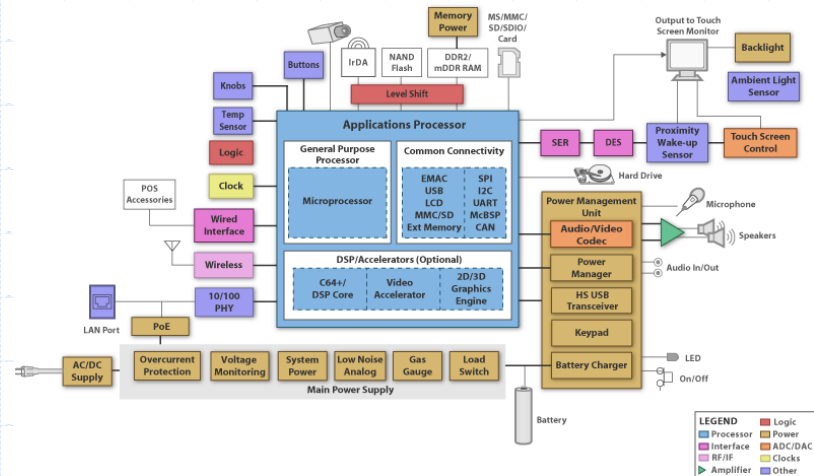 Memory
Power
MS/MMC/
SD/SDIO/
Card
Output to Touch
Screen Monitor
Backlight
Ambient Light
Sensor
Buttons
IrDA
NAND
Flash
DDR2/
mDDR RAM
Knobs
Level Shift
Temp
Sensor
Logic
Clock
POS
Accessories
Wired
Interface
Wireless
10/100
PHY
LAN Port
PoE
Applications Processor
General Purpose
Processor
Microprocessor
Common Connectivity
EMAC
USB
LCD
MMC/SD
Ext Memory
SPI
I2C
UART
McBSP
CAN
DSP/Accelerators (Optional)
C64+/
DSP Core
Video
Accelerator
2D/3D
Graphics
Engine
SER
DES
Proximity
Wake-up
Sensor
Touch Screen
Control
Hard Drive
Power Management
Unit
Audio/Video
Codec
Power
Manager
HS USB
Transceiver
Keypad
Battery Charger
Microphone
Speakers
Audio In/Out
LED
On/Off
AC/DC
Supply
Overcurrent
Protection
Voltage
Monitoring
System
Power
Low Noise
Analog
Gas
Gauge
Load
Switch
Main Power Supply
Battery
LEGEND
Processor
Interface
RF/IF
Amplifier
Logic
Power
ADC/DAC
Clocks
Other